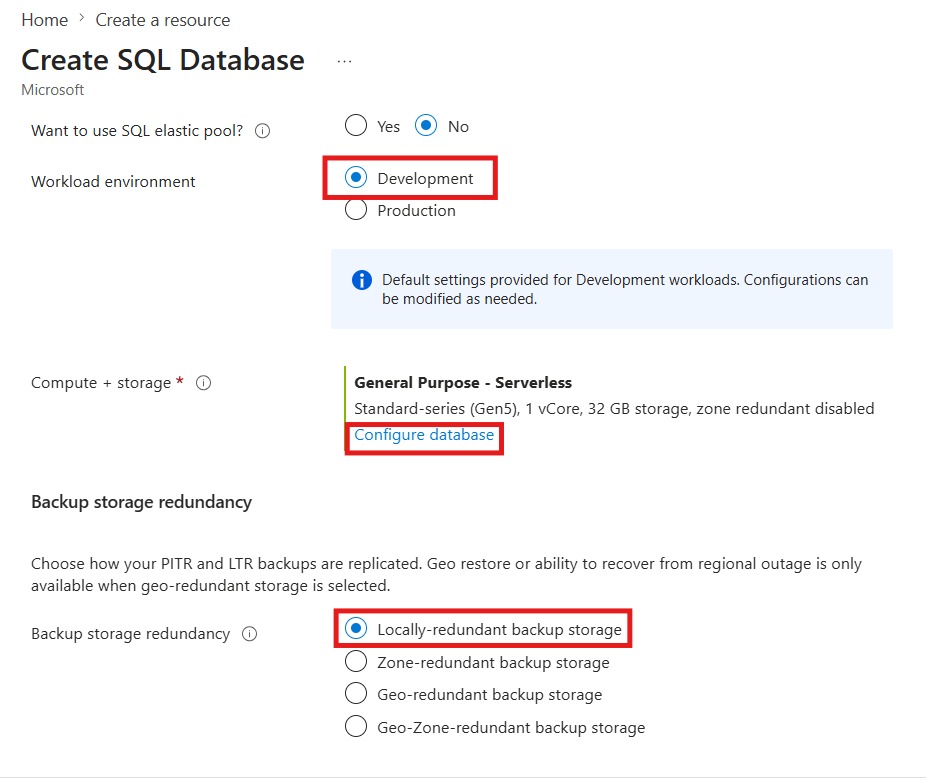 Home > Create a resource
Create SQL Database ...
Microsoft
Want to use SQL elastic pool? Yes No
Workload environment Development
Production
Default settings provided for Development workloads. Configurations can
be modified as needed.
Compute + storage * General Purpose - Serverless
Standard-series (Gen5), 1 vCore, 32 GB storage, zone redundant disabled
Configure database
Backup storage redundancy
Choose how your PITR and LTR backups are replicated. Geo restore or ability to recover from regional outage is only
available when geo-redundant storage is selected.
Backup storage redundancy Locally-redundant backup storage
Zone-redundant backup storage
Geo-redundant backup storage
Geo-Zone-redundant backup storage